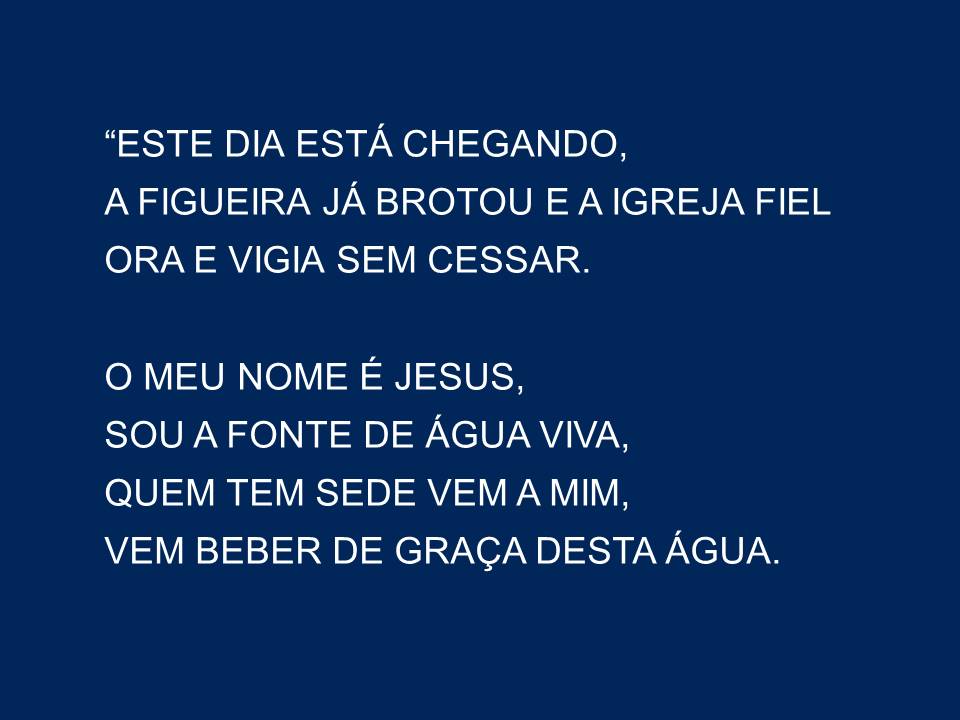 “ESTE DIA ESTÁ CHEGANDO,
A FIGUEIRA JÁ BROTOU E A IGREJA FIEL
ORA E VIGIA SEM CESSAR.
O MEU NOME É JESUS,
SOU A FONTE DE ÁGUA VIVA,
QUEM TEM SEDE VEM A MIM,
VEM BEBER DE GRAÇA DESTA ÁGUA.